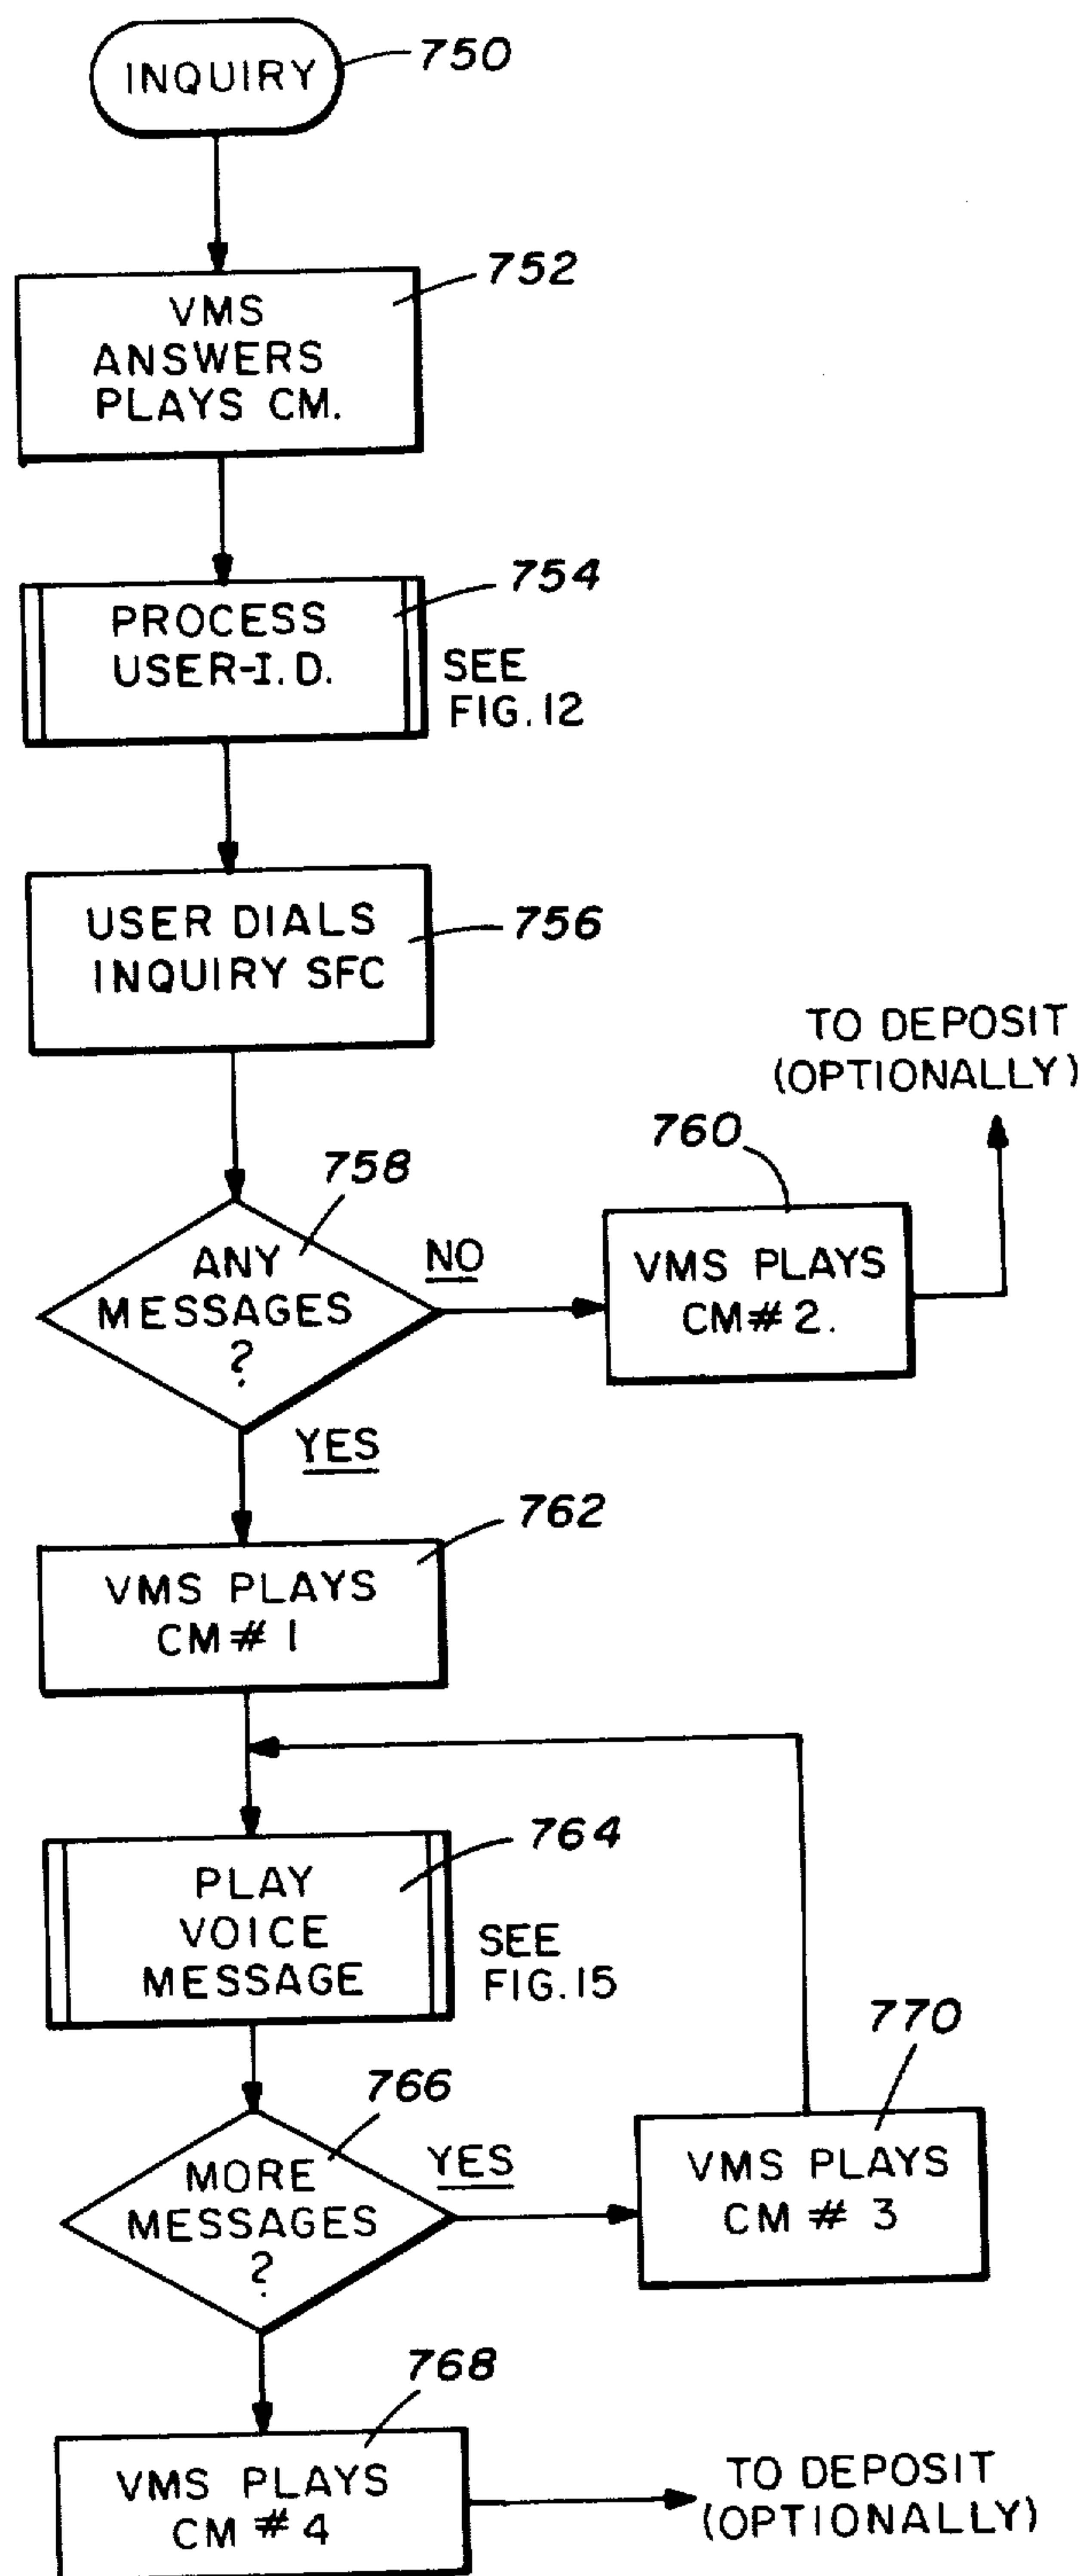 INQUIRY
750
752
VMS
ANSWERS
PLAYS CM.
754
PROCESS
USER-I.D.
SEE
FIG.12
756
USER DIALS
INQUIRY SFC
TO DEPOSIT
(OPTIONALLY)
758
ANY
MESSAGES
?
NO
760
VMS PLAYS
CM# 2.
YES
762
VMS PLAYS
CM# 1
764
PLAY
VOICE
MESSAGE
SEE
FIG.15
766
MORE
MESSAGES
?
YES
770
VMS PLAYS
CM # 3
768
VMS PLAYS
CM #4
TO DEPOSIT
(OPTIONALLY)